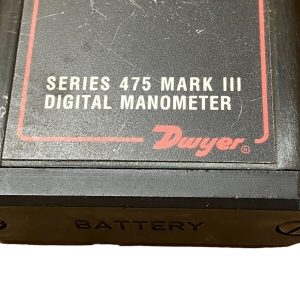 SERIES 475 MARK III
DIGITAL MANOMETER
Dwyer®
BATTERY